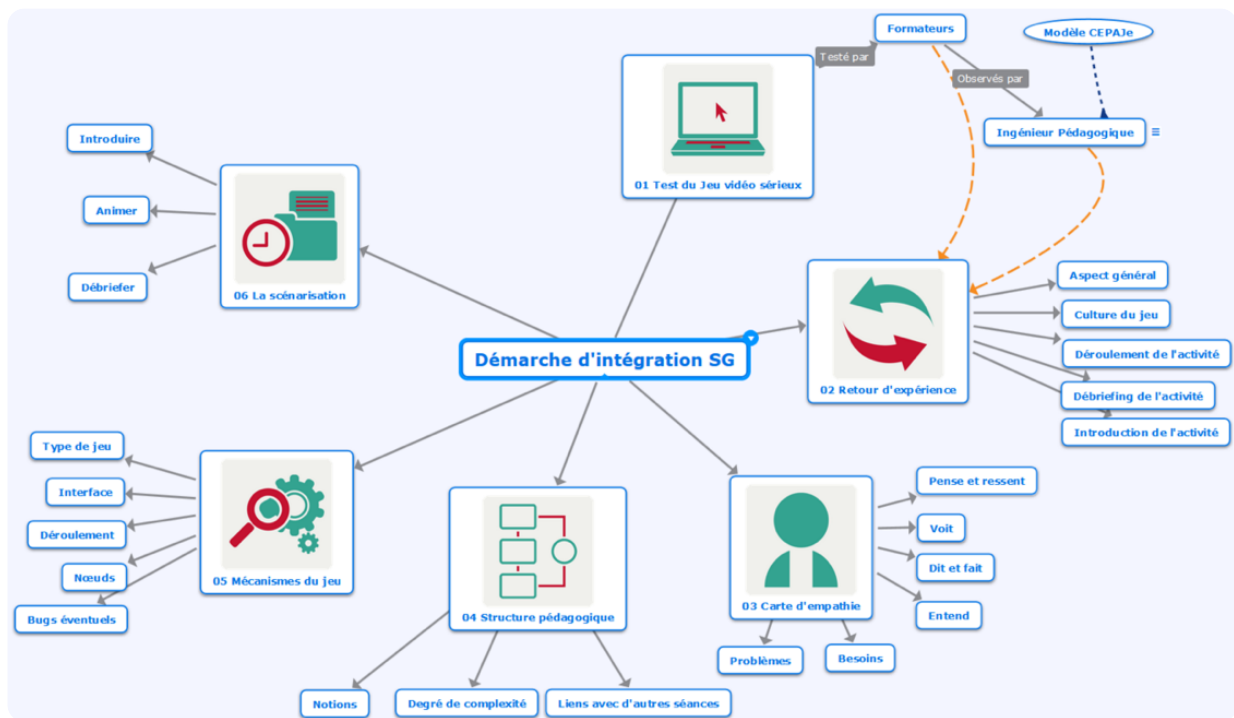 Formateurs
Modèle CEPAJe
Testé par
Observés par
Ingénieur Pédagogique
01 Test du Jeu vidéo sérieux
Introduire
Animer
Débriefer
06 La scénarisation
Démarche d'intégration SG
02 Retour d'expérience
Aspect général
Culture du jeu
Déroulement de l'activité
Débriefing de l'activité
Introduction de l'activité
Type de jeu
Interface
Déroulement
Nœuds
Bugs éventuels
05 Mécanismes du jeu
04 Structure pédagogique
Notions
Degré de complexité
Liens avec d'autres séances
03 Carte d'empathie
Pense et ressent
Voit
Dit et fait
Entend
Problèmes
Besoins